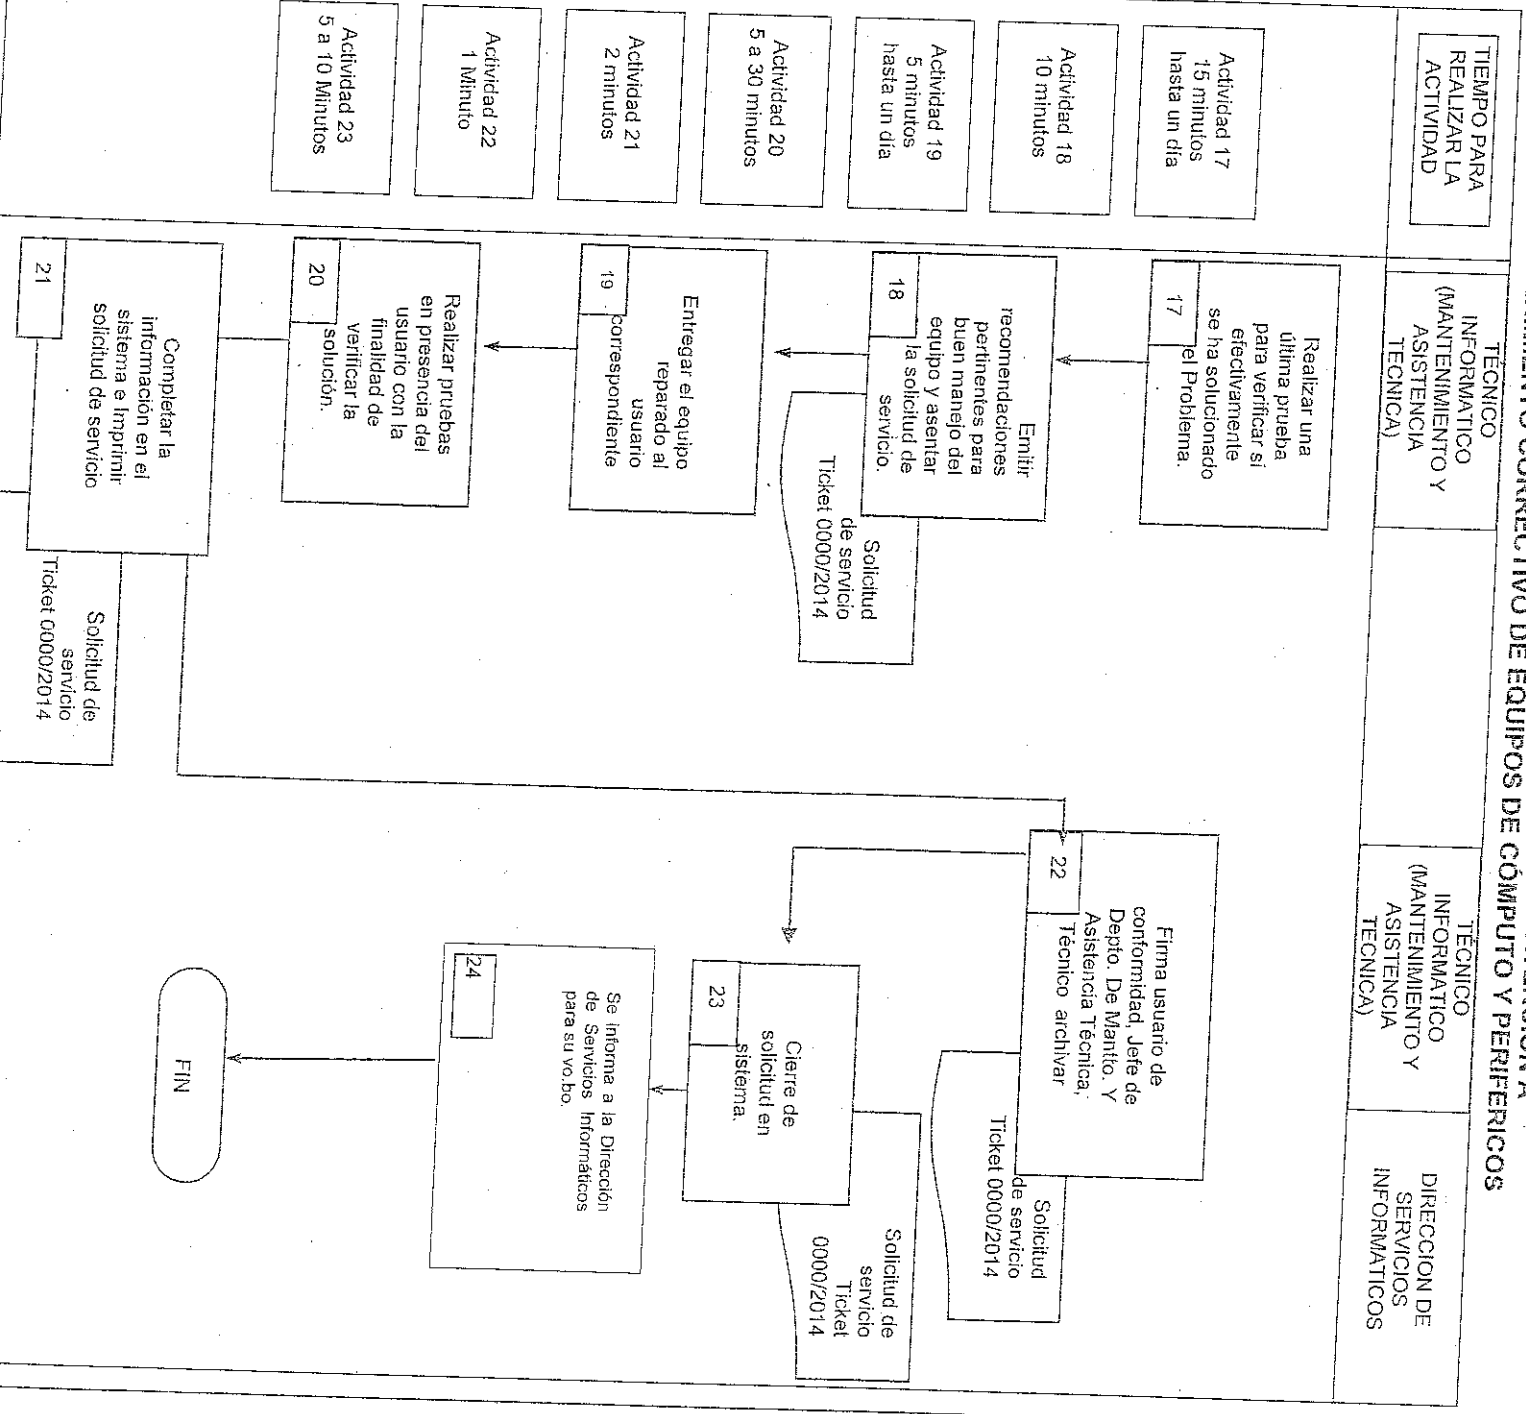 CORRECTIVO DE EQUIPOS DE CÓMPUTO Y PERIFERICOS
TIEMPO PARA
REALIZAR LA
ACTIVIDAD
TÉCNICO
INFORMATICO
(MANTENIMIENTO Y
ASISTENCIA
TECNICA)
TÉCNICO
INFORMATICO
(MANTENIMIENTO Y
ASISTENCIA
TECNICA)
DIRECCION DE
SERVICIOS
INFORMATICOS
Actividad 17
15 minutos
hasta un día
Actividad 18
10 minutos
Actividad 19
5 minutos
hasta un día
Actividad 20
5 a 30 minutos
Actividad 21
2 minutos
Actividad 22
1 Minuto
Actividad 23
5 a 10 Minutos
Realizar una
última prueba
para verificar si
efectivamente
se ha solucionado
el Problema.
17
Emitir
recomendaciones
pertinentes para
buen manejo del
equipo y asentar
la solicitud de
servicio.
18
Solicitud
de servicio
Ticket 0000/2014
Entregar el equipo
reparado al
usuario
correspondiente
19
Realizar pruebas
en presencia del
usuario con la
finalidad de
verificar la
solución.
20
Completar la
información en el
sistema e Imprimir
solicitud de servicio
21
Solicitud de
servicio
Ticket 0000/2014
Firma usuario de
conformidad, Jefe de
Depto. De Mantto. Y
Asistencia Técnica,
Técnico archivar
22
Solicitud
de servicio
Ticket 0000/2014
Cierre de
solicitud en
sistema.
23
Solicitud de
servicio
Ticket
0000/2014
Se informa a la Dirección
de Servicios Informáticos
para su vo.bo.
24
FIN